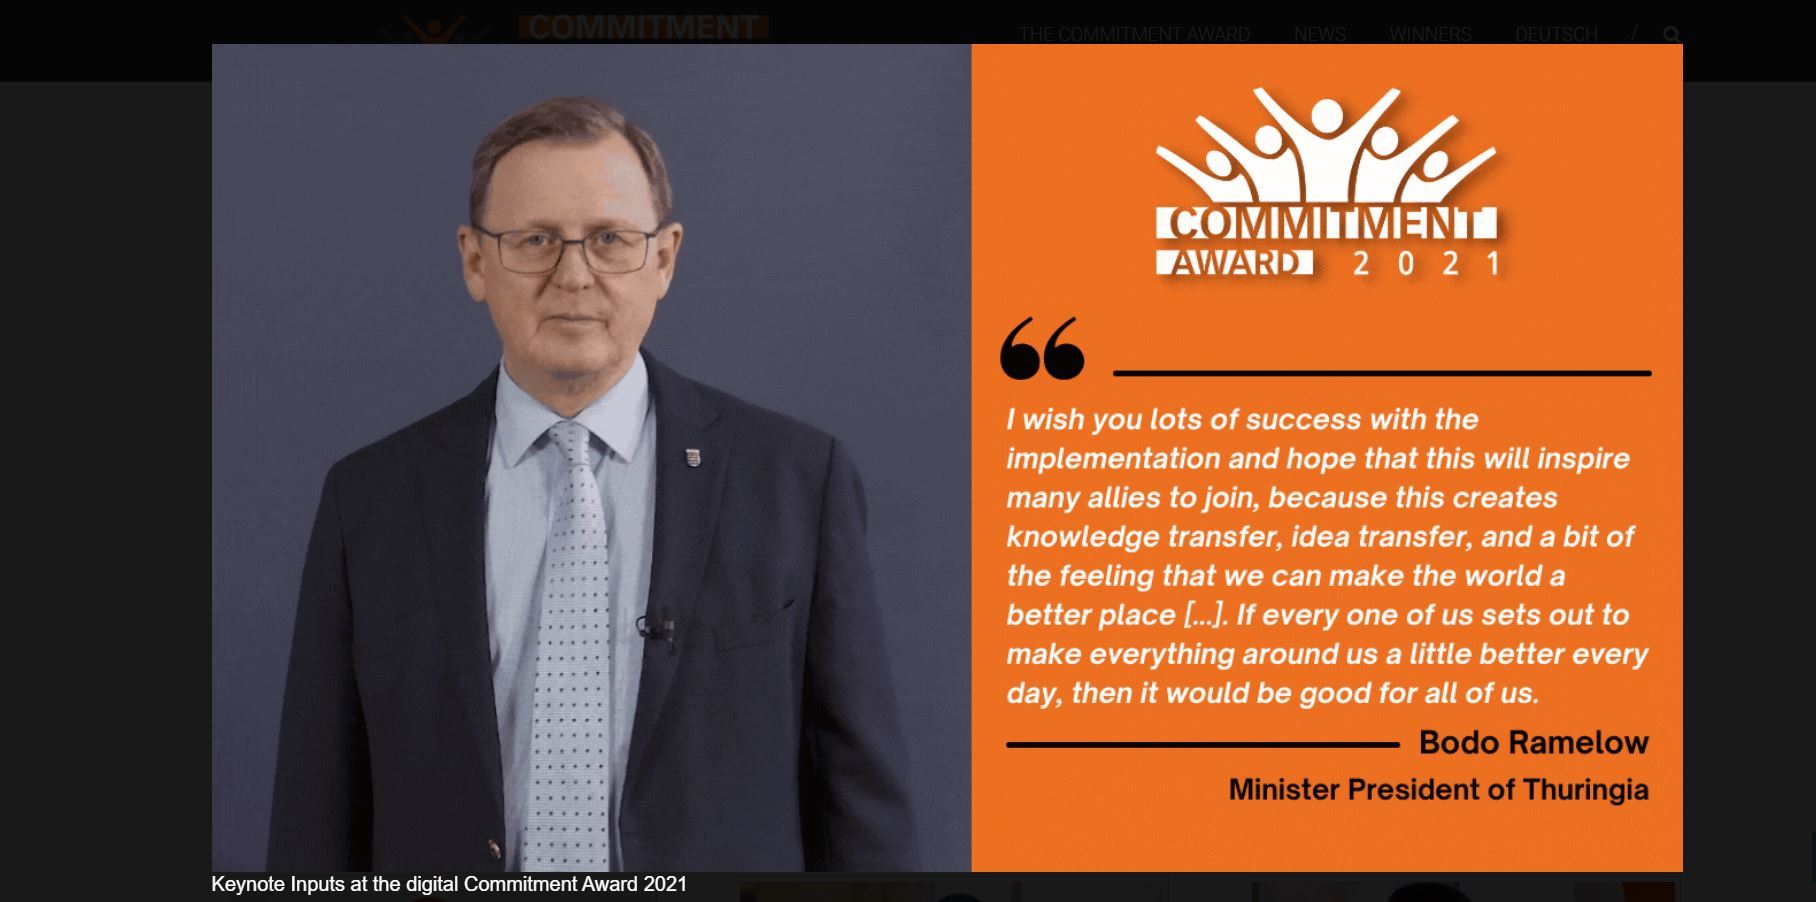 COMMITMENT
THE COMMITMENT AWARD NEWS WINNERS DEUTSCH /
COMMITMENT
AWARD 2021
“
I wish you lots of success with the
implementation and hope that this will inspire
many allies to join, because this creates
knowledge transfer, idea transfer, and a bit of
the feeling that we can make the world a
better place [...]. If every one of us sets out to
make everything around us a little better every
day, then it would be good for all of us.
Bodo Ramelow
Minister President of Thuringia
Keynote Inputs at the digital Commitment Award 2021